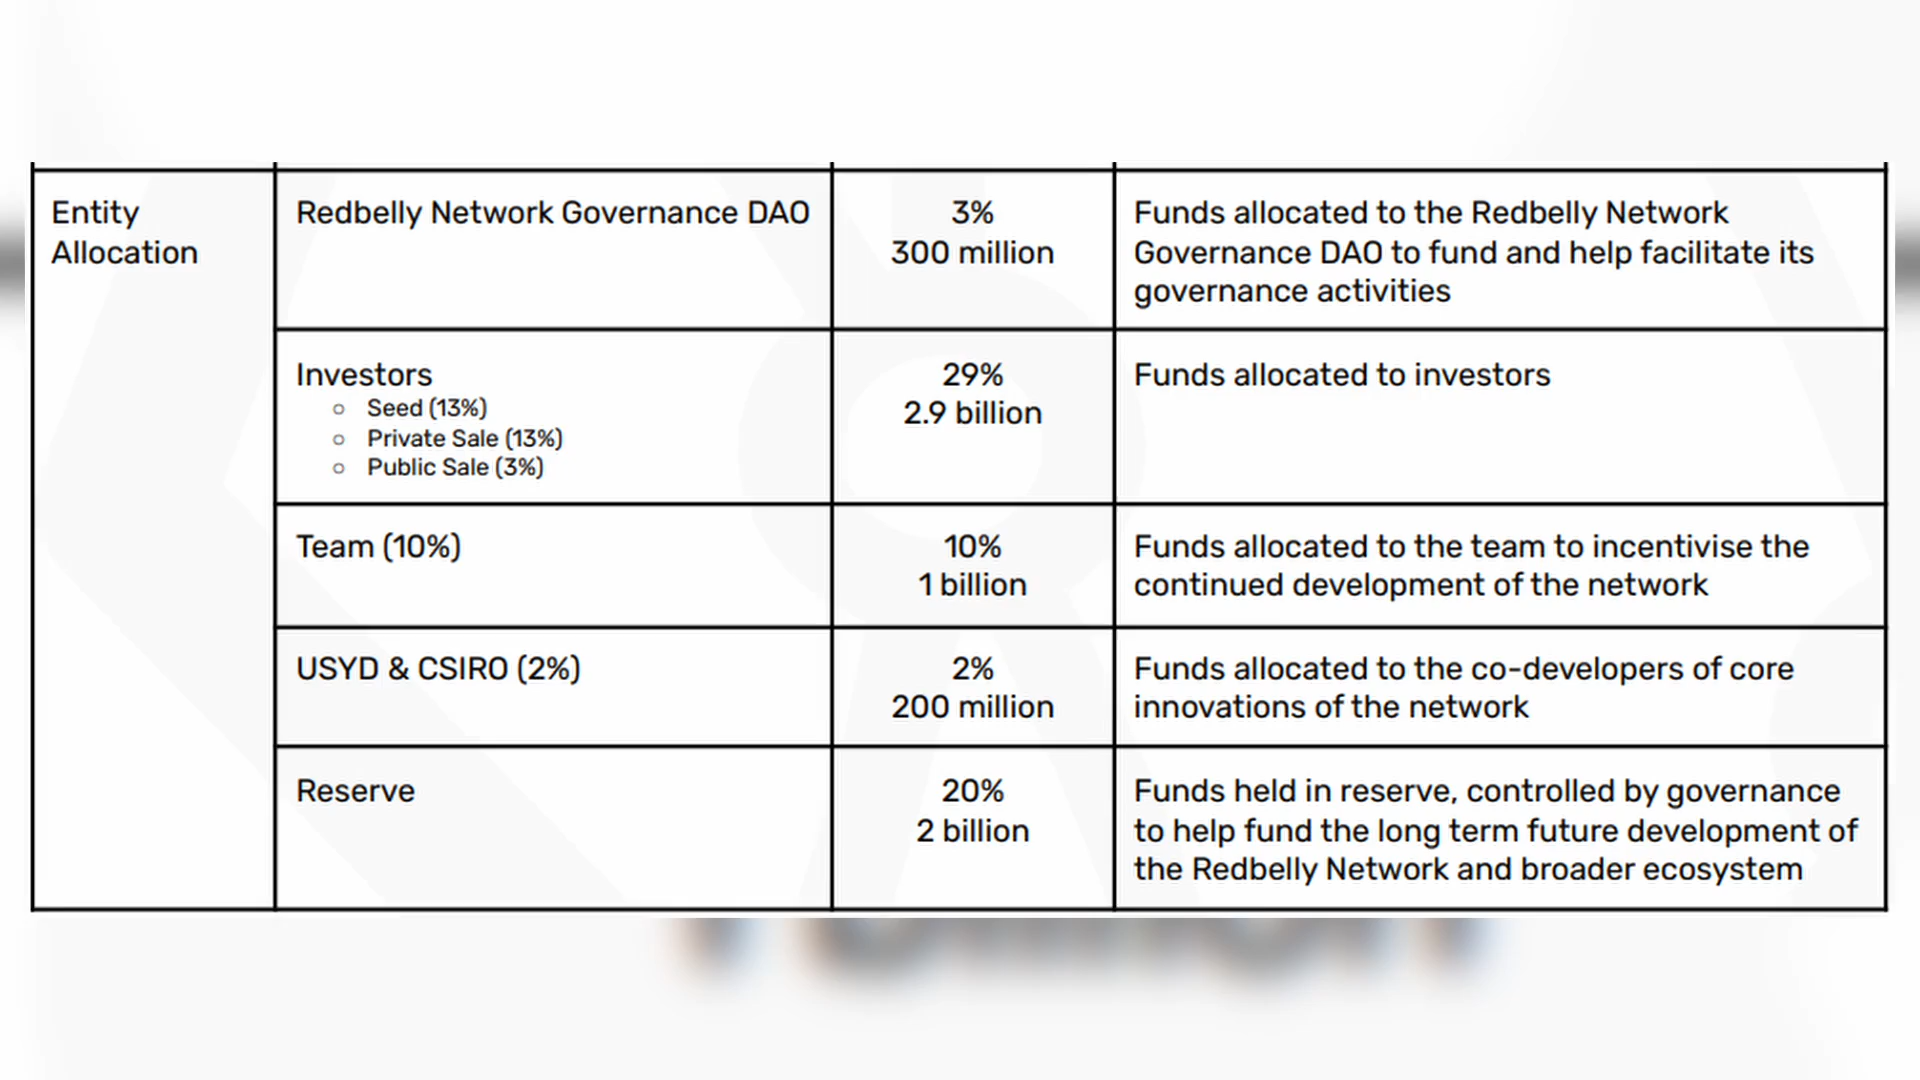 Entity
Allocation
Redbelly Network Governance DAO
3%
300 million
Funds allocated to the Redbelly Network
Governance DAO to fund and help facilitate its
governance activities
Investors
○ Seed (13%)
○ Private Sale (13%)
○ Public Sale (3%)
29%
2.9 billion
Funds allocated to investors
Team (10%)
10%
1 billion
Funds allocated to the team to incentivise the
continued development of the network
USYD & CSIRO (2%)
2%
200 million
Funds allocated to the co-developers of core
innovations of the network
Reserve
20%
2 billion
Funds held in reserve, controlled by governance
to help fund the long term future development of
the Redbelly Network and broader ecosystem